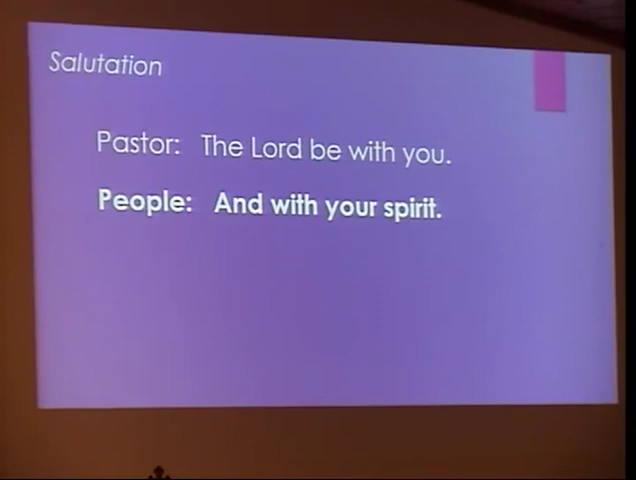 Salutation
Pastor: The Lord be with you.
People: And with your spirit.